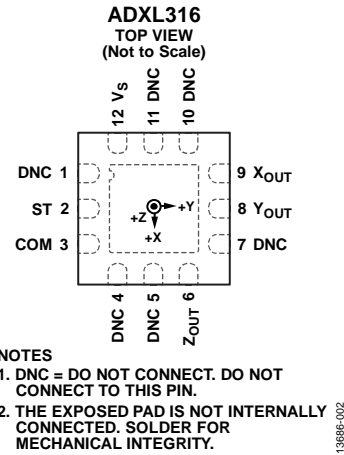 ADXL316
TOP VIEW
(Not to Scale)
12 VS
11 DNC
10 DNC
DNC 1
ST 2
COM 3
9 XOUT
8 YOUT
7 DNC
+Y
+Z
+X
DNC 4
DNC 5
ZOUT 6
NOTES
1. DNC = DO NOT CONNECT. DO NOT
CONNECT TO THIS PIN.
2. THE EXPOSED PAD IS NOT INTERNALLY
CONNECTED. SOLDER FOR
MECHANICAL INTEGRITY.
13686-002